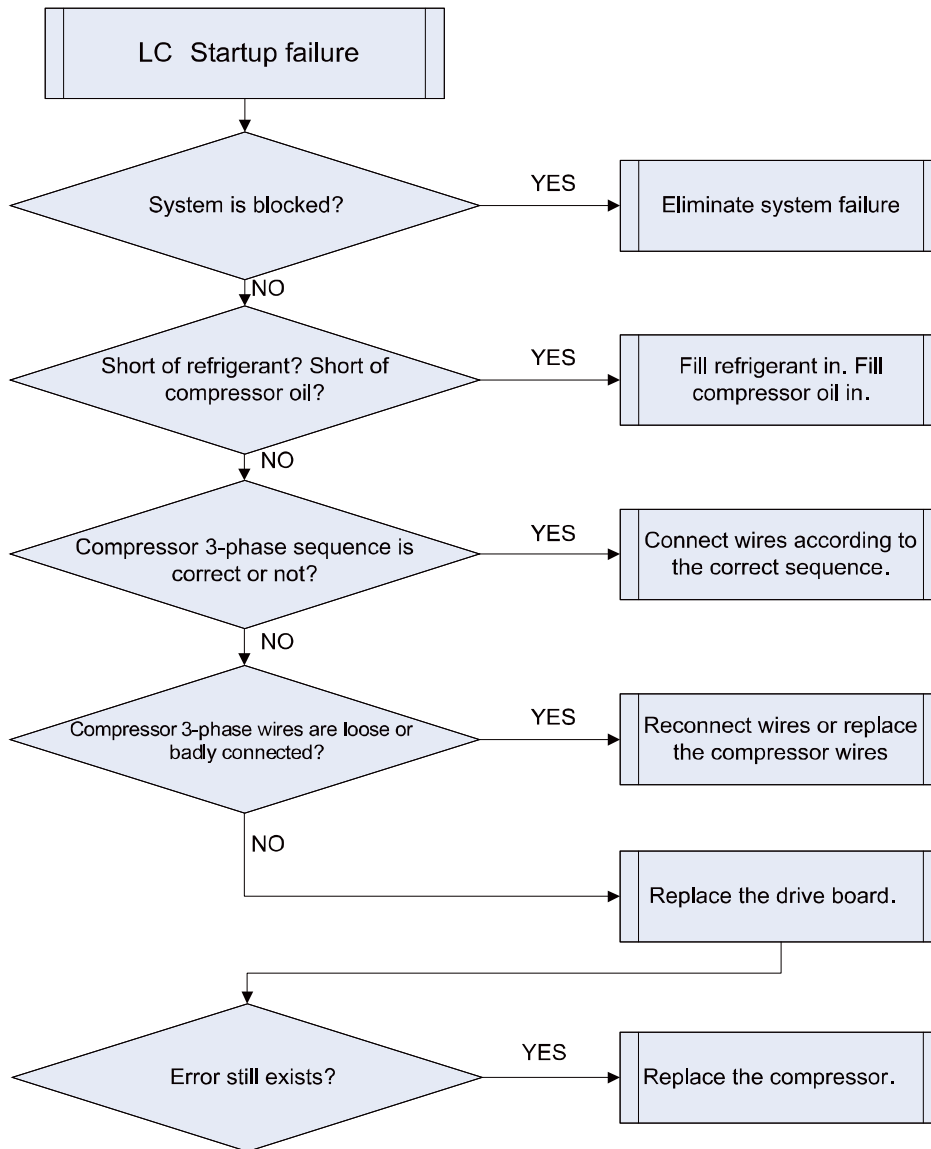 LC Startup failure
System is blocked?
YES
Eliminate system failure
NO
Short of refrigerant? Short of
compressor oil?
YES
Fill refrigerant in. Fill
compressor oil in.
NO
Compressor 3-phase sequence is
correct or not?
YES
Connect wires according to
the correct sequence.
NO
Compressor 3-phase wires are loose or
badly connected?
YES
Reconnect wires or replace
the compressor wires
NO
Replace the drive board.
Error still exists?
YES
Replace the compressor.